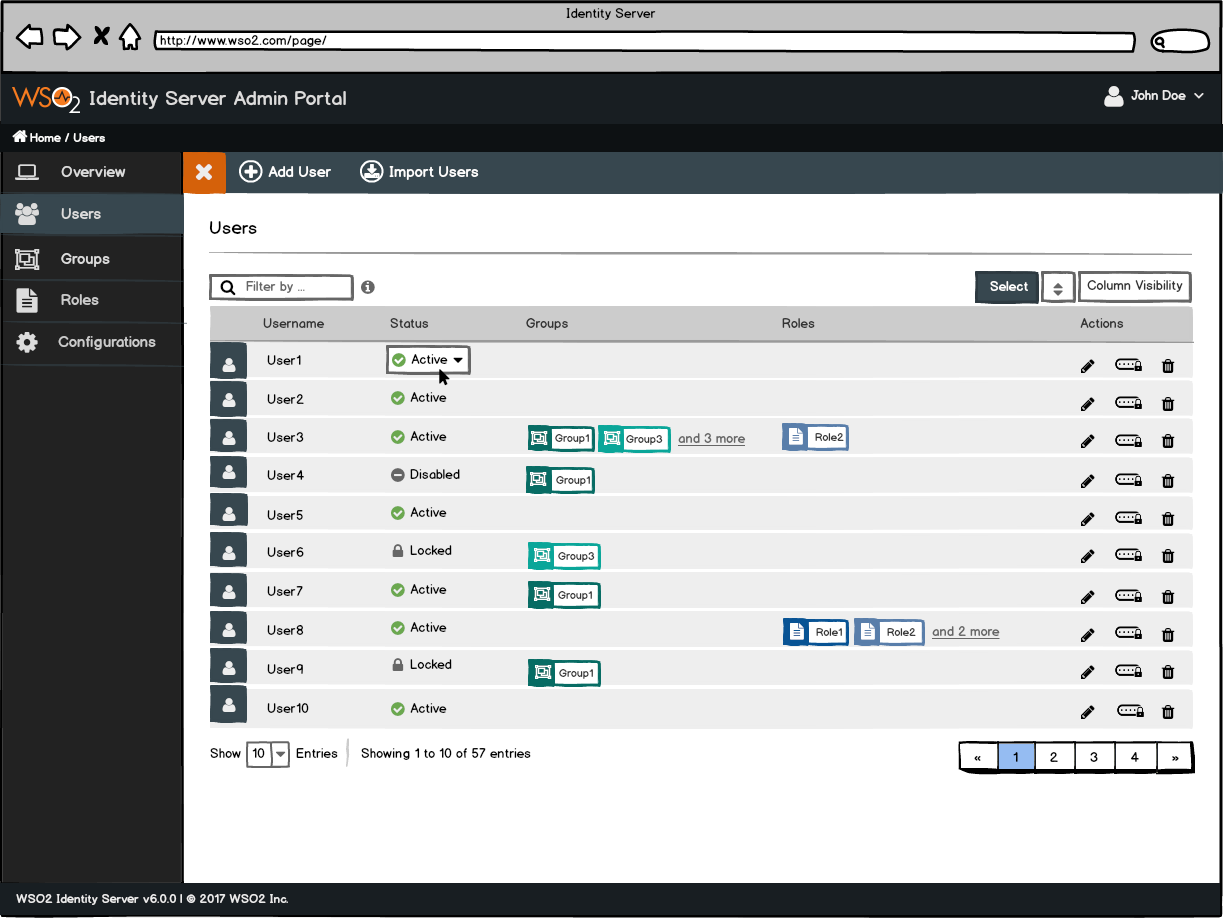 Identity Server
http://www.wso2.com/page/
WSO2 Identity Server Admin Portal
John Doe
Home / Users
Overview
Add User
Import Users
Users
Groups
Roles
Configurations
Users
Filter by ...
Select
Column Visibility
Username Status Groups Roles Actions
User1 Active
User2 Active
User3 Active Group1 Group3 and 3 more Role2
User4 Disabled Group1
User5 Active
User6 Locked Group3
User7 Active Group1
User8 Active Role1 Role2 and 2 more
User9 Locked Group1
User10 Active
Show 10 Entries Showing 1 to 10 of 57 entries
« 1 2 3 4 »
WSO2 Identity Server v6.0.0 | © 2017 WSO2 Inc.